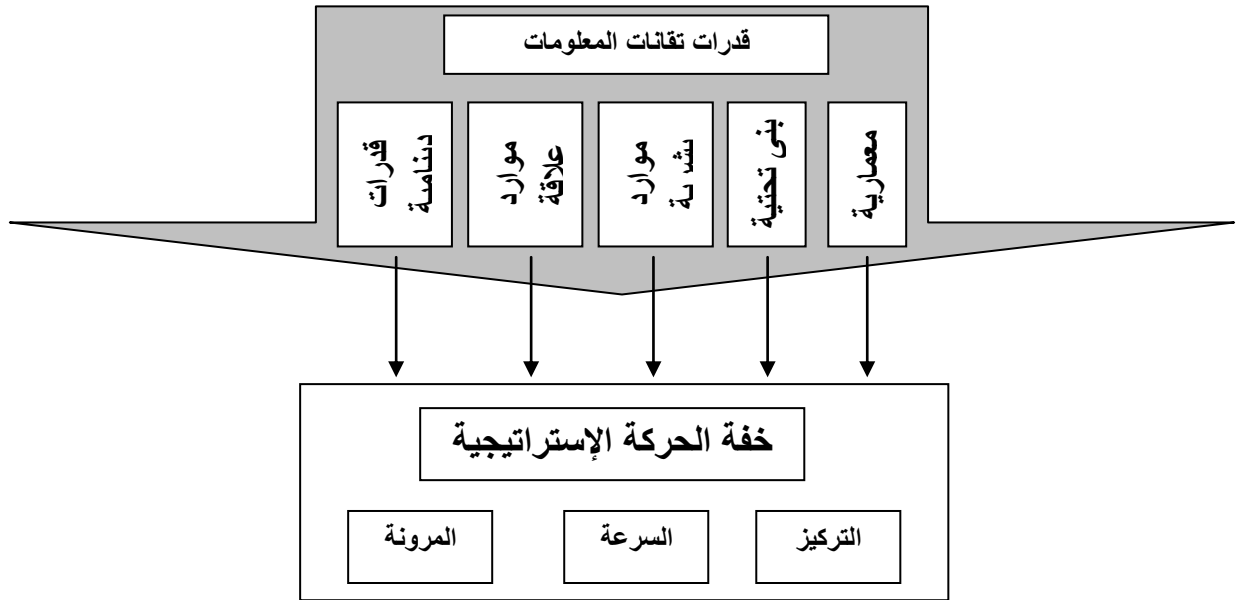 قدرات تقانات المعلومات
معمارية
بنى تحتية
موارد
بشرية
موارد
علاقة
قدرات
دينامية
خفة الحركة الإستراتيجية
التركيز
السرعة
المرونة